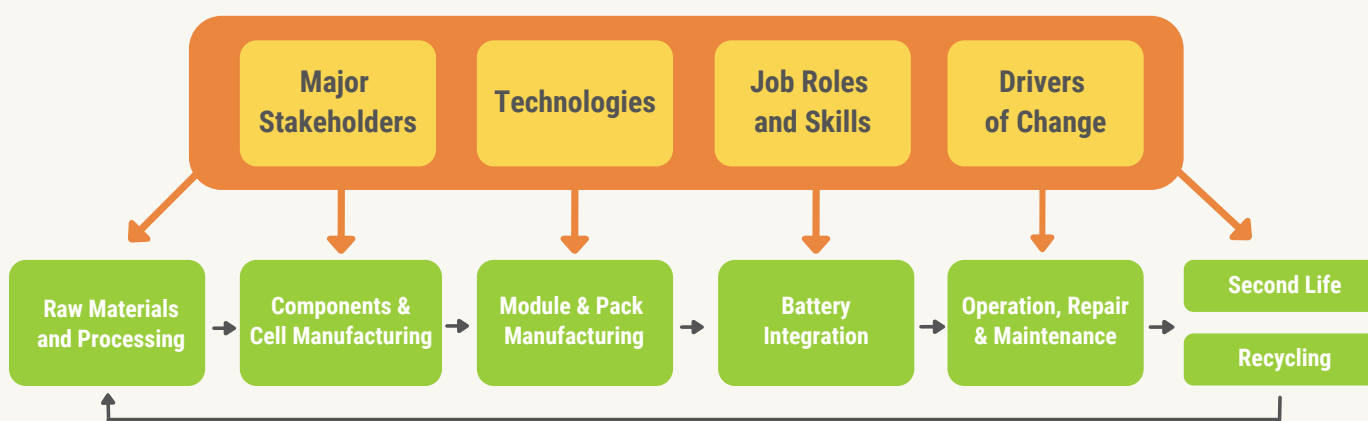 Major
Stakeholders
Technologies
Job Roles
and Skills
Drivers
of Change
Raw Materials
and Processing
Components &
Cell Manufacturing
Module & Pack
Manufacturing
Battery
Integration
Operation, Repair
& Maintenance
Second Life
Recycling